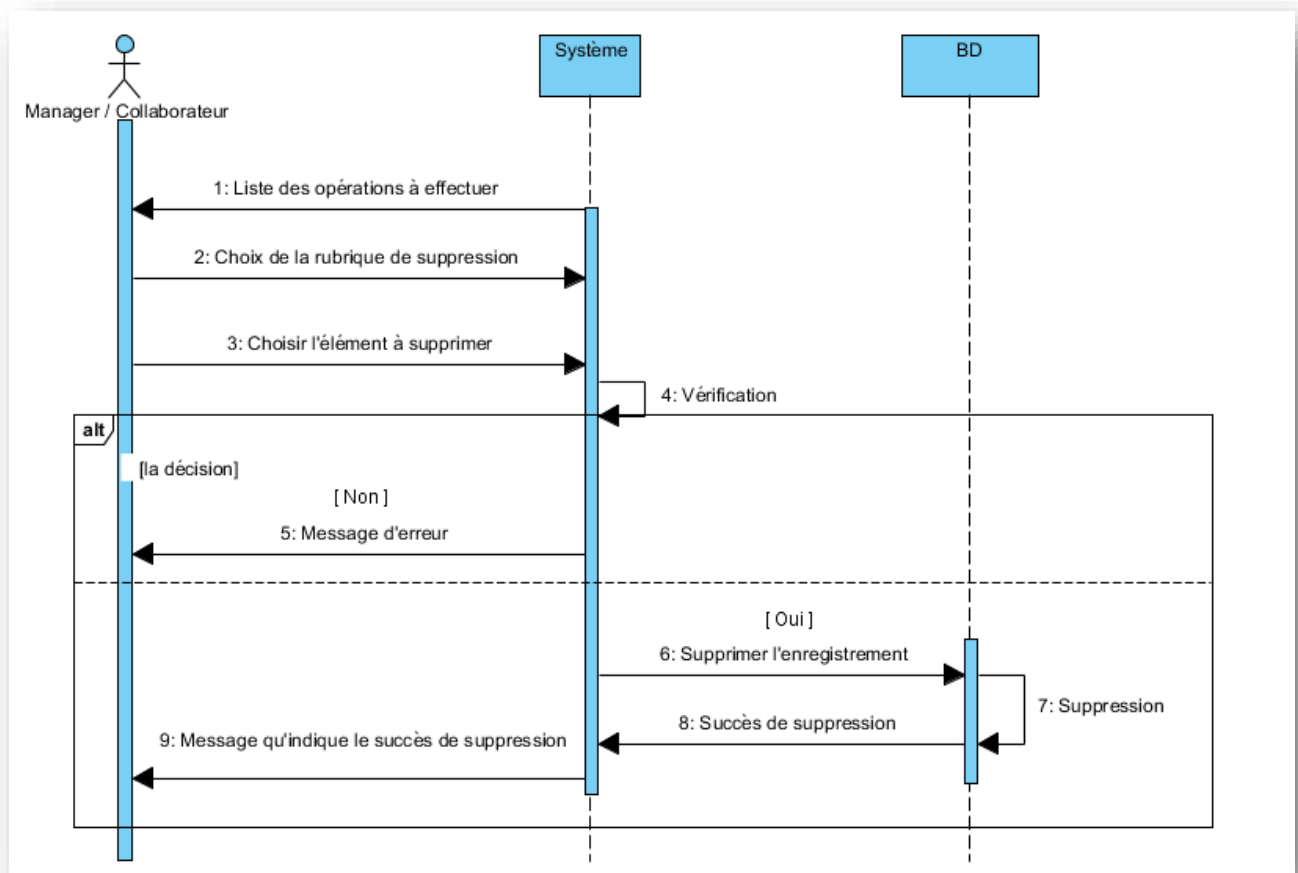 Système
BD
Manager / Collaborateur
1: Liste des opérations à effectuer
2: Choix de la rubrique de suppression
3: Choisir l'élément à supprimer
4: Vérification
alt
[la décision]
[ Non ]
5: Message d'erreur
[ Oui ]
6: Supprimer l'enregistrement
7: Suppression
8: Succès de suppression
9: Message qu'indique le succès de suppression